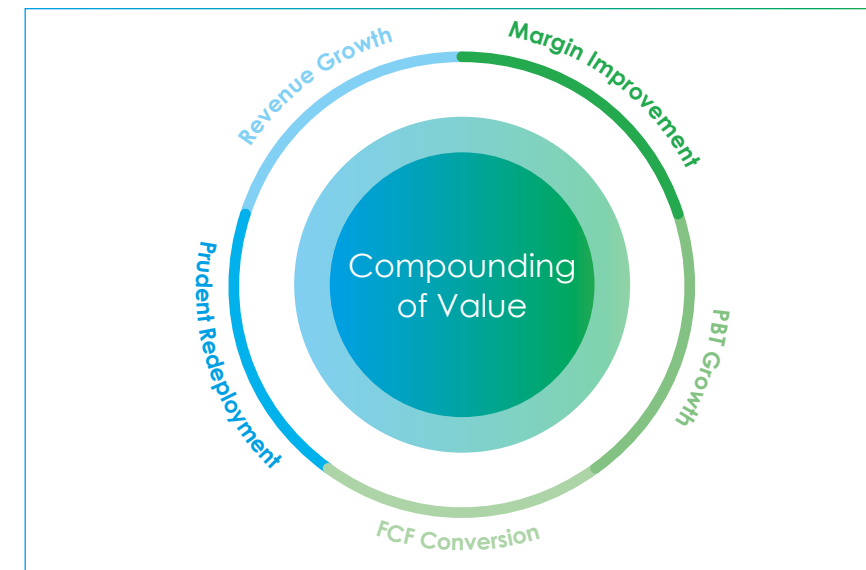 Revenue Growth
Margin Improvement
Compounding
of Value
Prudent Redeployment
PBT Growth
FCF Conversion